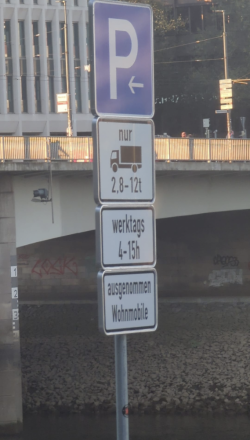 P
nur
2,8-12t
werktags
4-15h
ausgenommen
Wohnmobile